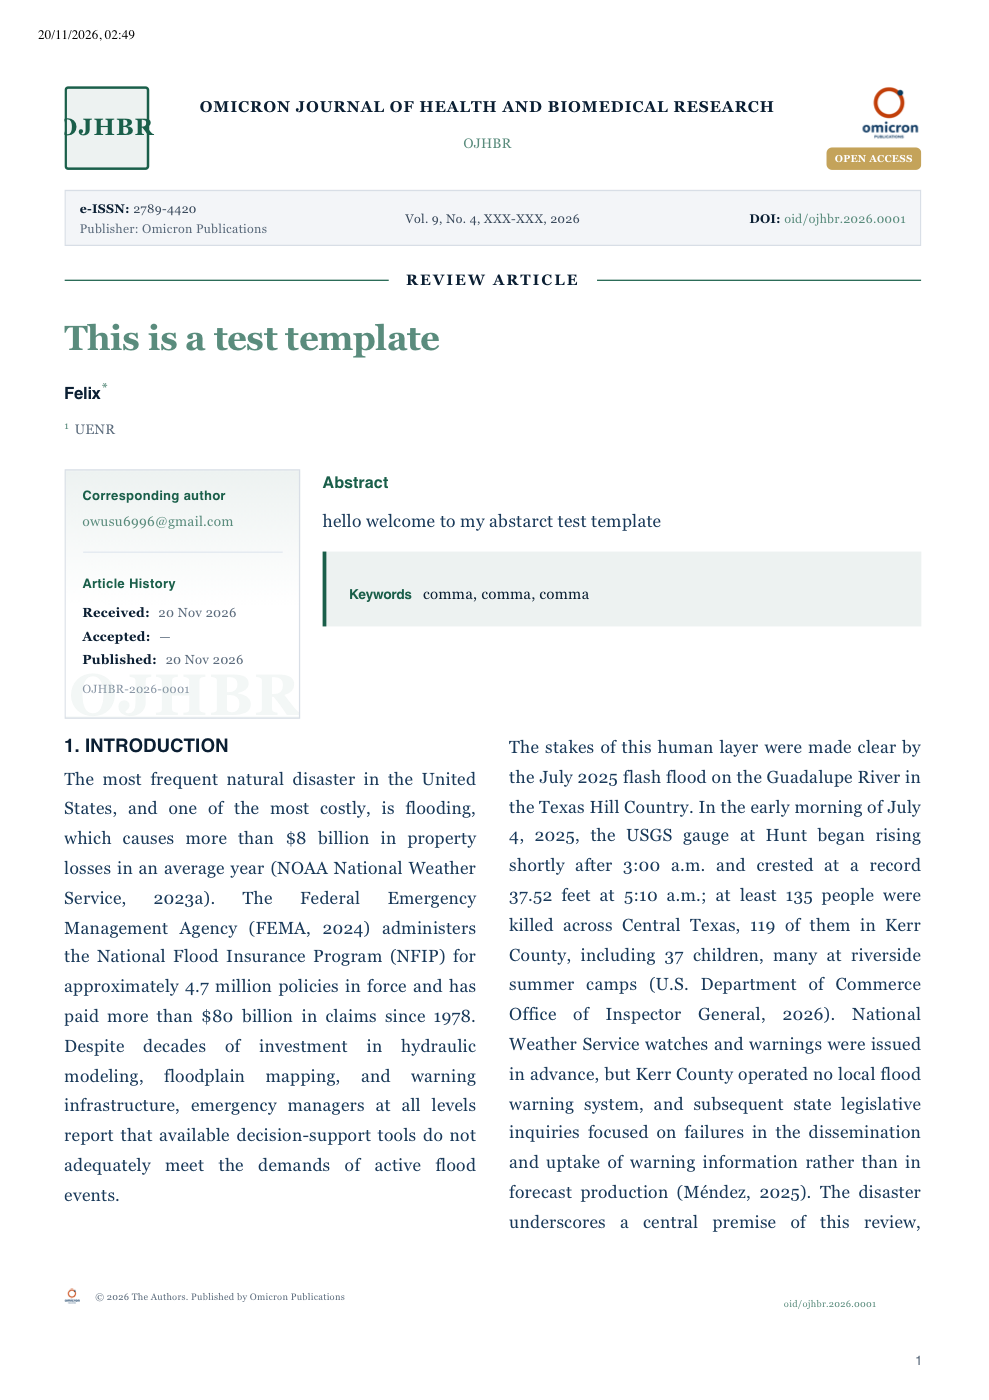 20/11/2026, 02:49
OJHBR
OMICRON JOURNAL OF HEALTH AND BIOMEDICAL RESEARCH
OJHBR
omicron
PUBLICATIONS
OPEN ACCESS
e-ISSN: 2789-4420
Publisher: Omicron Publications
Vol. 9, No. 4, XXX-XXX, 2026
DOI: oid/ojhbr.2026.0001
REVIEW ARTICLE
This is a test template
Felix*
1 UENR
Corresponding author
owusu6996@gmail.com
Article History
Received: 20 Nov 2026
Accepted: —
Published: 20 Nov 2026
OJHBR-2026-0001
OJHBR
Abstract
hello welcome to my abstarct test template
Keywords comma, comma, comma
1. INTRODUCTION
The most frequent natural disaster in the United
States, and one of the most costly, is flooding,
which causes more than $8 billion in property
losses in an average year (NOAA National Weather
Service, 2023a). The Federal Emergency
Management Agency (FEMA, 2024) administers
the National Flood Insurance Program (NFIP) for
approximately 4.7 million policies in force and has
paid more than $80 billion in claims since 1978.
Despite decades of investment in hydraulic
modeling, floodplain mapping, and warning
infrastructure, emergency managers at all levels
report that available decision-support tools do not
adequately meet the demands of active flood
events.
The stakes of this human layer were made clear by
the July 2025 flash flood on the Guadalupe River in
the Texas Hill Country. In the early morning of July
4, 2025, the USGS gauge at Hunt began rising
shortly after 3:00 a.m. and crested at a record
37.52 feet at 5:10 a.m.; at least 135 people were
killed across Central Texas, 119 of them in Kerr
County, including 37 children, many at riverside
summer camps (U.S. Department of Commerce
Office of Inspector General, 2026). National
Weather Service watches and warnings were issued
in advance, but Kerr County operated no local flood
warning system, and subsequent state legislative
inquiries focused on failures in the dissemination
and uptake of warning information rather than in
forecast production (Méndez, 2025). The disaster
underscores a central premise of this review,
© 2026 The Authors. Published by Omicron Publications
oid/ojhbr.2026.0001
1